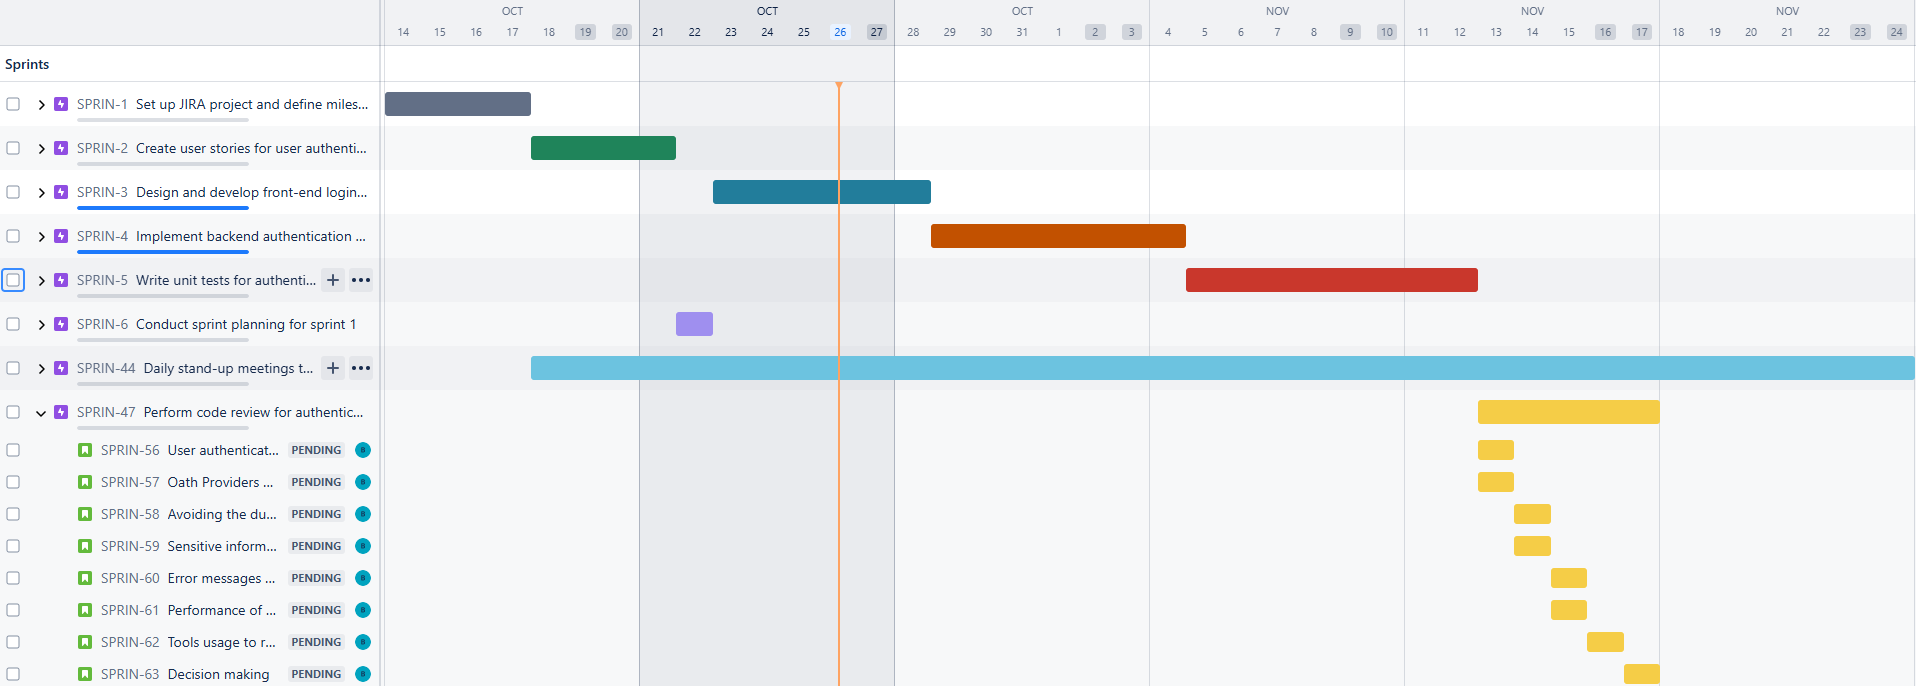 OCT OCT OCT NOV NOV NOV
14 15 16 17 18 19 20 21 22 23 24 25 26 27 28 29 30 31 1 2 3 4 5 6 7 8 9 10 11 12 13 14 15 16 17 18 19 20 21 22 23 24
Sprints
SPRIN-1 Set up JIRA project and define miles...
SPRIN-2 Create user stories for user authenti...
SPRIN-3 Design and develop front-end login...
SPRIN-4 Implement backend authentication ...
SPRIN-5 Write unit tests for authenti...
SPRIN-6 Conduct sprint planning for sprint 1
SPRIN-44 Daily stand-up meetings t...
SPRIN-47 Perform code review for authentic...
SPRIN-56 User authenticat... PENDING
SPRIN-57 Oath Providers ... PENDING
SPRIN-58 Avoiding the du... PENDING
SPRIN-59 Sensitive inform... PENDING
SPRIN-60 Error messages ... PENDING
SPRIN-61 Performance of ... PENDING
SPRIN-62 Tools usage to r... PENDING
SPRIN-63 Decision making PENDING